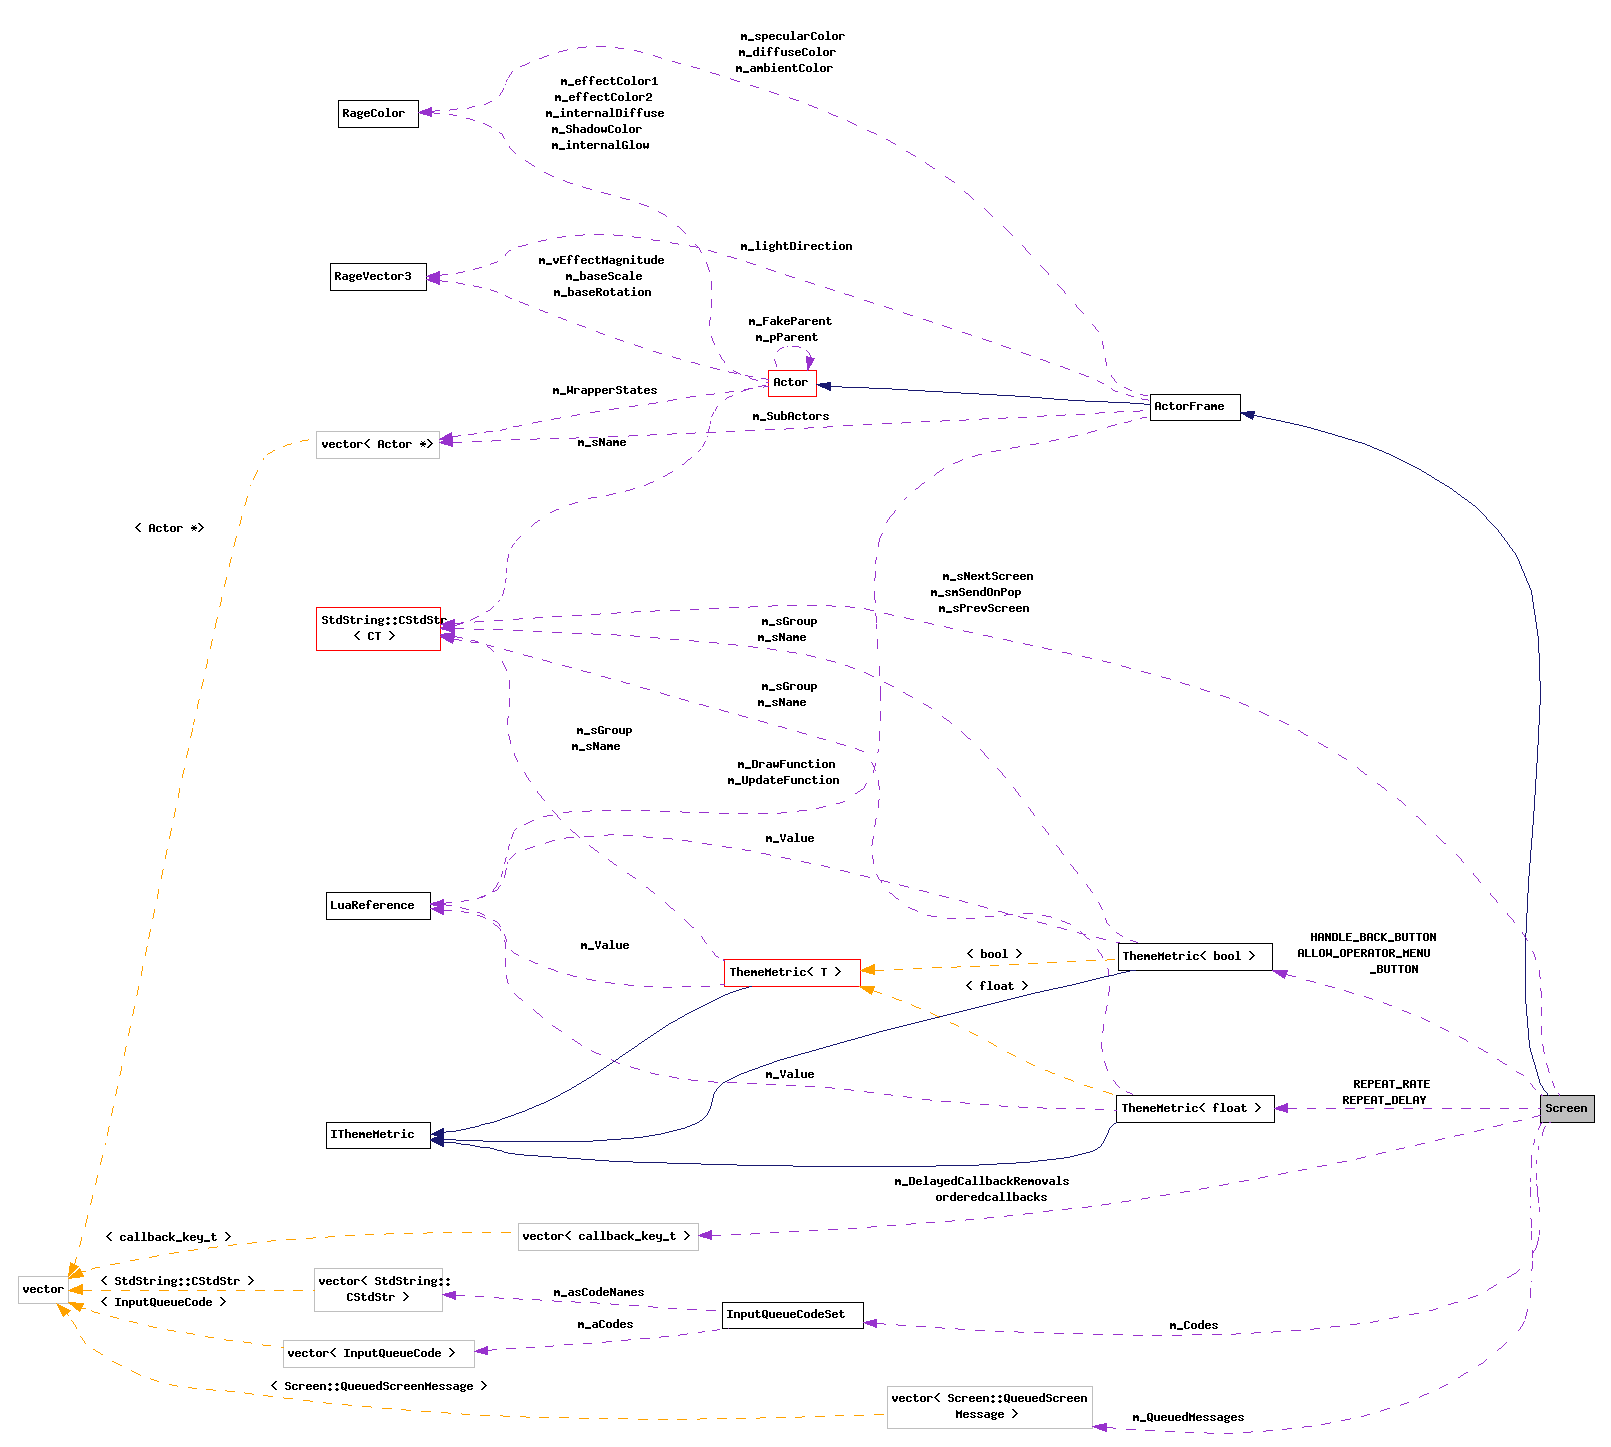 m_specularColor
m_diffuseColor
m_ambientColor
m_effectColor1
m_effectColor2
m_internalDiffuse
m_ShadowColor
m_internalGlow
RageColor
m_lightDirection
m_vEffectMagnitude
m_baseScale
m_baseRotation
RageVector3
m_FakeParent
m_pParent
Actor
m_WrapperStates
ActorFrame
m_SubActors
vector< Actor *>
m_sName
< Actor *>
m_sNextScreen
m_smSendOnPop
m_sPrevScreen
StdString::CStdStr
< CT >
m_sGroup
m_sName
m_sGroup
m_sName
m_sGroup
m_sName
m_DrawFunction
m_UpdateFunction
m_Value
LuaReference
m_Value
HANDLE_BACK_BUTTON
ALLOW_OPERATOR_MENU
_BUTTON
< bool >
ThemeMetric< bool >
ThemeMetric< T >
< float >
m_Value
REPEAT_RATE
REPEAT_DELAY
ThemeMetric< float >
Screen
IThemeMetric
m_DelayedCallbackRemovals
orderedcallbacks
< callback_key_t >
vector< callback_key_t >
< StdString::CStdStr >
vector< StdString::
CStdStr >
vector
< InputQueueCode >
m_asCodeNames
InputQueueCodeSet
m_aCodes
m_Codes
vector< InputQueueCode >
< Screen::QueuedScreenMessage >
vector< Screen::QueuedScreen
Message >
m_QueuedMessages